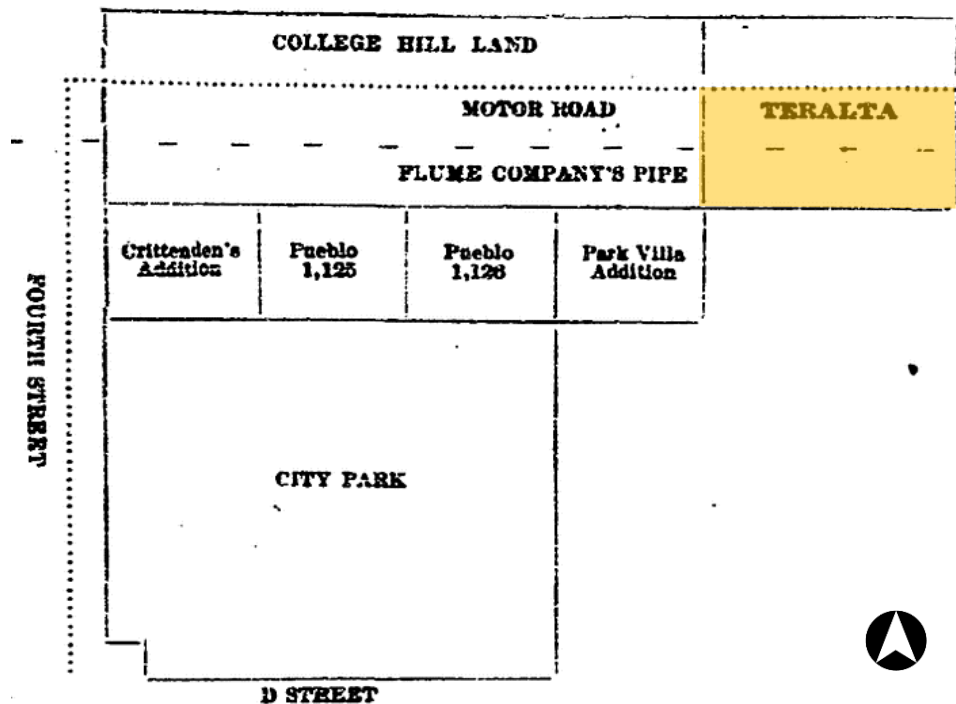 COLLEGE HILL LAND
MOTOR ROAD
TERALTA
FLUME COMPANY'S PIPE
Crittenden's
Addition
Pueblo
1,125
Pueblo
1,126
Park Villa
Addition
FOURTH STREET
CITY PARK
D STREET